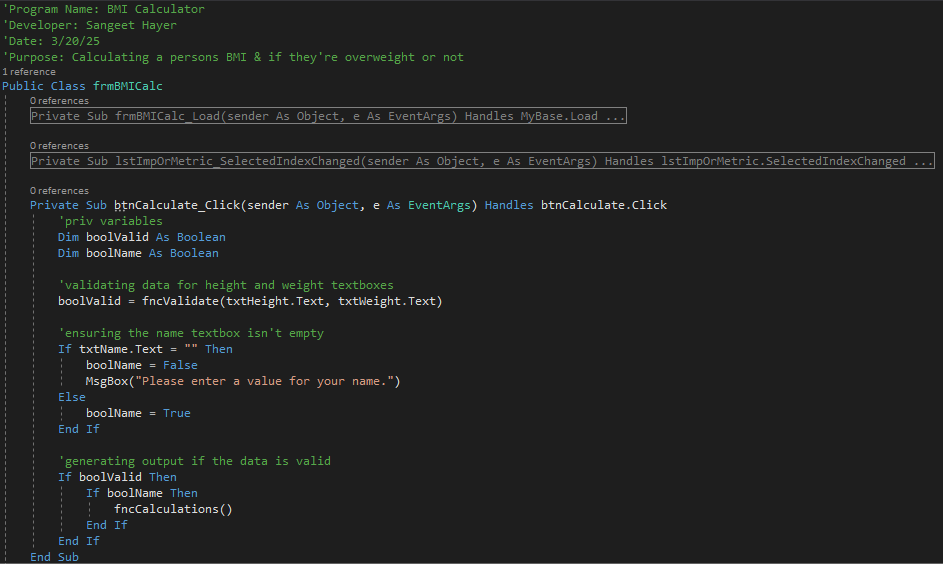 'Program Name: BMI Calculator
'Developer: Sangeet Hayer
'Date: 3/20/25
'Purpose: Calculating a persons BMI & if they're overweight or not
1 reference
Public Class frmBMICalc
0 references
Private Sub frmBMICalc_Load(sender As Object, e As EventArgs) Handles MyBase.Load ...
0 references
Private Sub lstImpOrMetric_SelectedIndexChanged(sender As Object, e As EventArgs) Handles lstImpOrMetric.SelectedIndexChanged ...
0 references
Private Sub btnCalculate_Click(sender As Object, e As EventArgs) Handles btnCalculate.Click
'priv variables
Dim boolValid As Boolean
Dim boolName As Boolean
'validating data for height and weight textboxes
boolValid = fncValidate(txtHeight.Text, txtWeight.Text)
'ensuring the name textbox isn't empty
If txtName.Text = "" Then
boolName = False
MsgBox("Please enter a value for your name.")
Else
boolName = True
End If
'generating output if the data is valid
If boolValid Then
If boolName Then
fncCalculations()
End If
End If
End Sub